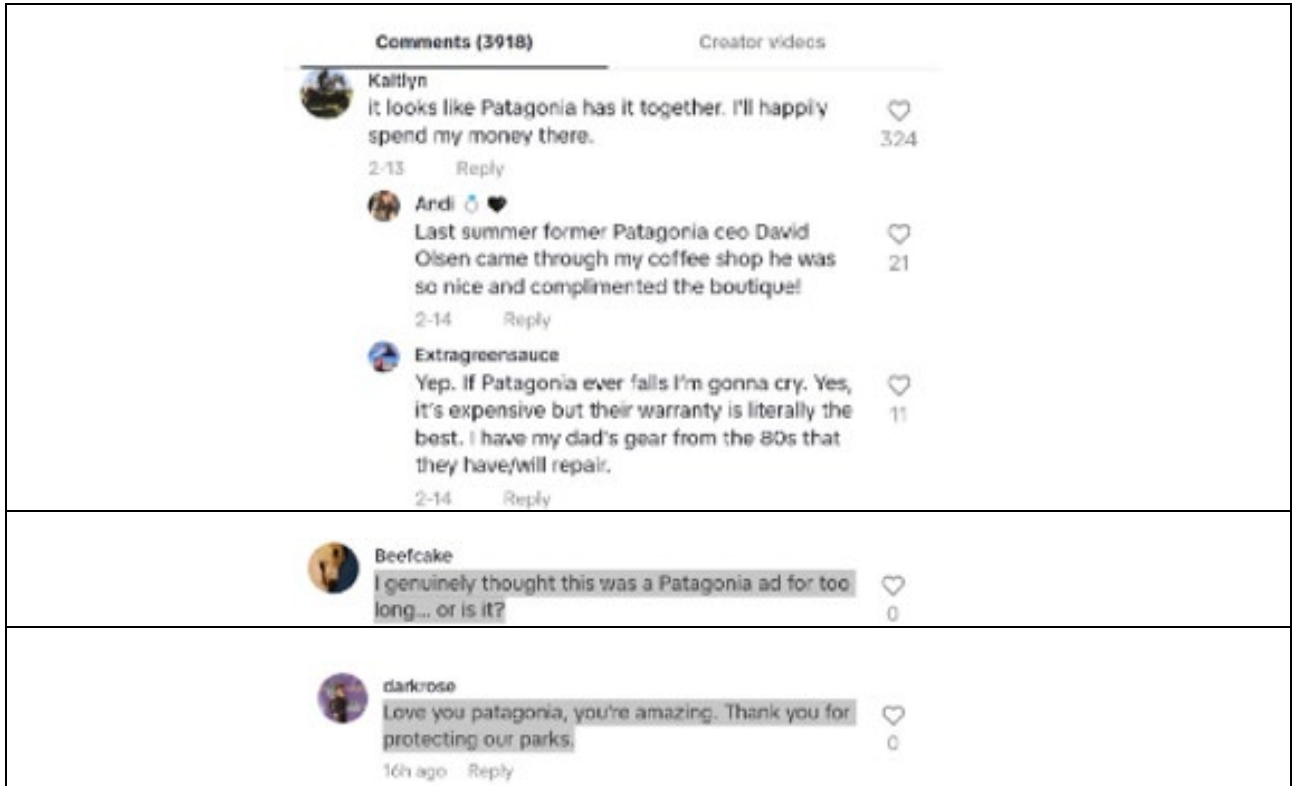 Comments (3918) Creator videos
Kaitlyn
it looks like Patagonia has it together. I'll happily
spend my money there.
324
2-13 Reply
Andi 💍 🖤
Last summer former Patagonia ceo David
Olsen came through my coffee shop he was
so nice and complimented the boutique!
21
2-14 Reply
Extragreensauce
Yep. If Patagonia ever falls I'm gonna cry. Yes,
it's expensive but their warranty is literally the
best. I have my dad's gear from the 80s that
they have/will repair.
11
2-14 Reply
Beefcake
I genuinely thought this was a Patagonia ad for too
long... or is it?
0
darkrose
Love you patagonia, you're amazing. Thank you for
protecting our parks.
0
16h ago Reply